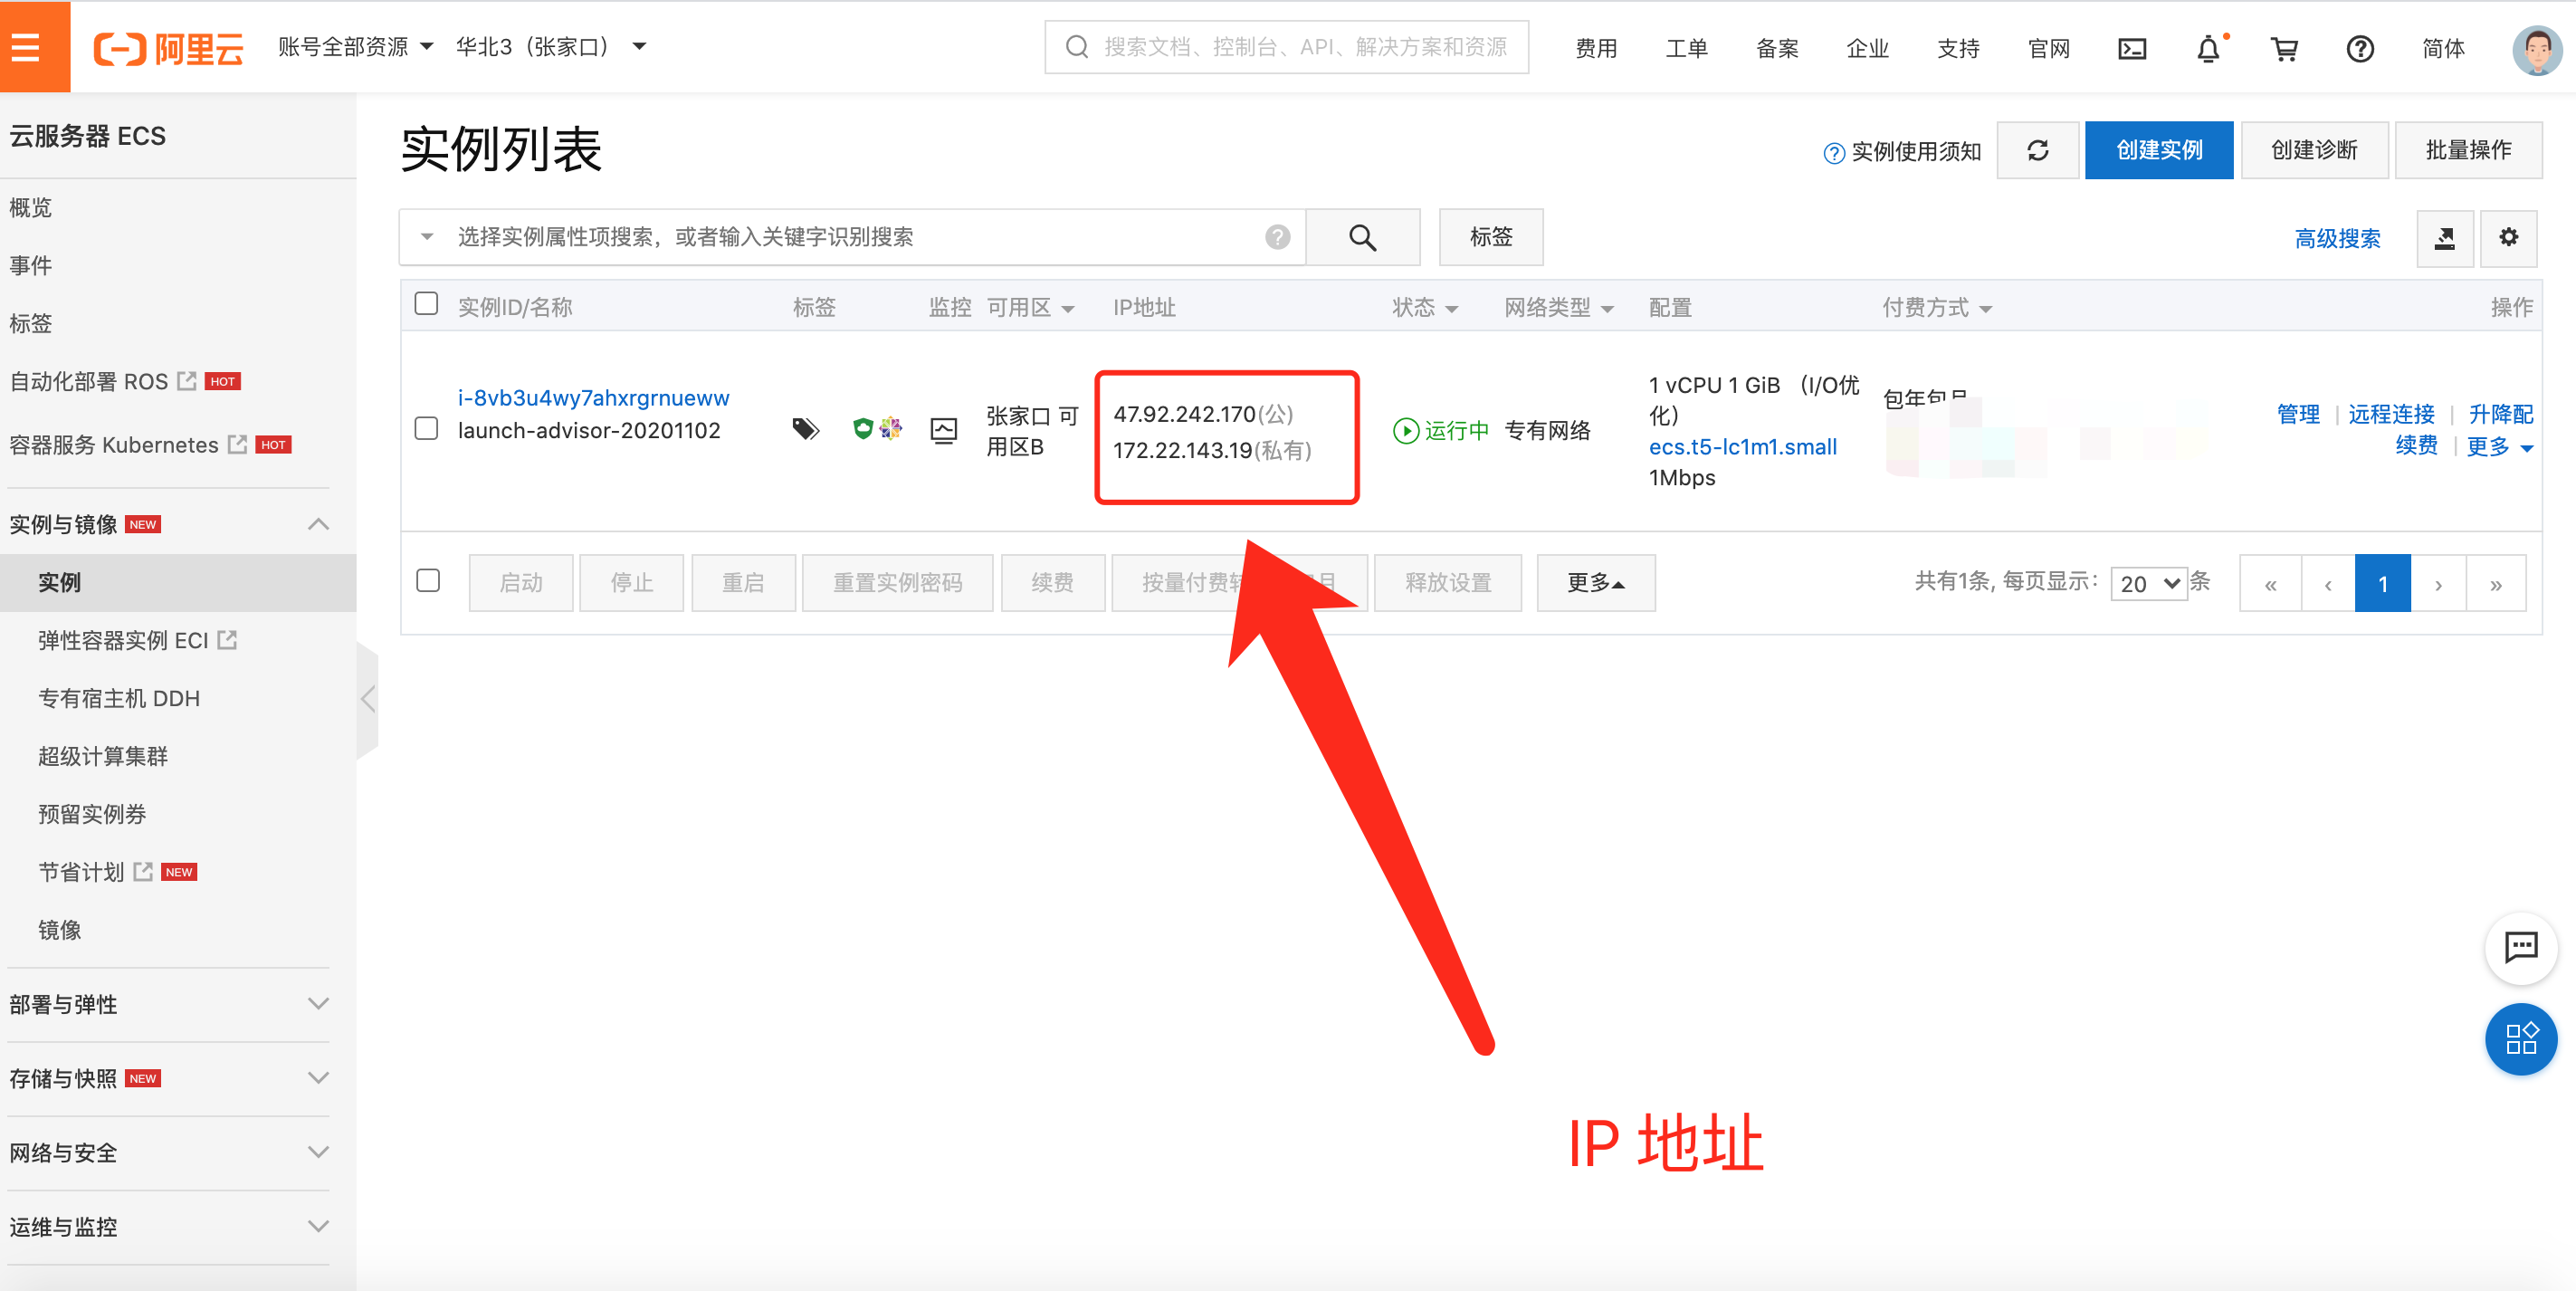 阿里云 账号全部资源 华北3（张家口） 搜索文档、控制台、API、解决方案和资源 费用 工单 备案 企业 支持 官网 简体
云服务器 ECS
概览
事件
标签
自动化部署 ROS HOT
容器服务 Kubernetes HOT
实例与镜像 NEW
实例
弹性容器实例 ECI
专有宿主机 DDH
超级计算集群
预留实例券
节省计划 NEW
镜像
部署与弹性
存储与快照 NEW
网络与安全
运维与监控
实例列表
实例使用须知 创建实例 创建诊断 批量操作
选择实例属性项搜索，或者输入关键字识别搜索 标签 高级搜索
实例ID/名称 标签 监控 可用区 IP地址 状态 网络类型 配置 付费方式 操作
i-8vb3u4wy7ahxrgrnueww
launch-advisor-20201102
张家口 可
用区B
47.92.242.170(公)
172.22.143.19(私有)
运行中
专有网络
1 vCPU 1 GiB （I/O优
化）
ecs.t5-lc1m1.small
1Mbps
包年包月
管理 | 远程连接 | 升降配
续费 | 更多
启动 停止 重启 重置实例密码 续费 按量付费 月 释放设置 更多
共有1条, 每页显示: 20 条 « ‹ 1 › »
IP 地址